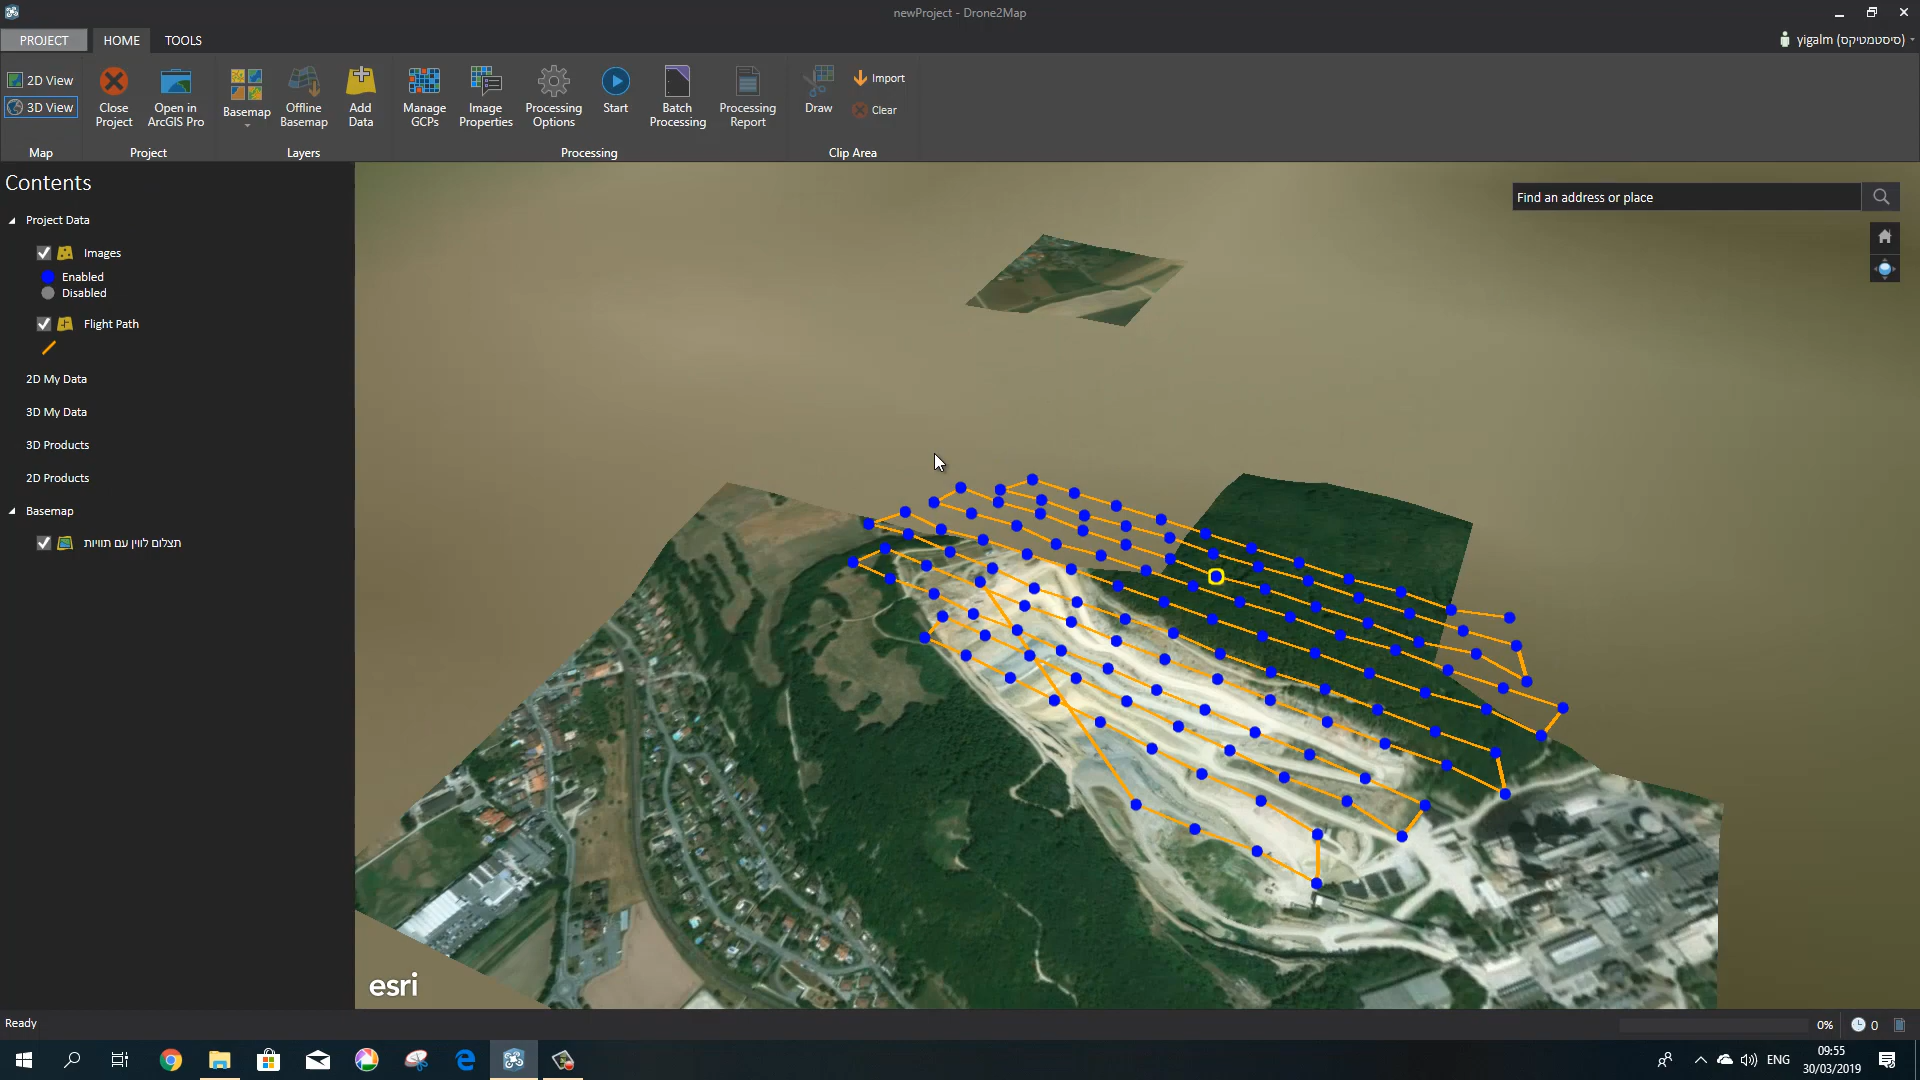 newProject - Drone2Map
PROJECT
HOME
TOOLS
yigalm (סיסטמטיקס)
2D View
3D View
Map
Close Project
Open in ArcGIS Pro
Project
Basemap
Offline Basemap
Add Data
Layers
Manage GCPs
Image Properties
Processing Options
Start
Batch Processing
Processing Report
Processing
Draw
Import
Clear
Clip Area
Contents
Project Data
Images
Enabled
Disabled
Flight Path
2D My Data
3D My Data
3D Products
2D Products
Basemap
תצלום לווין עם תוויות
Find an address or place
esri
Ready
0%
0
ENG
09:55
30/03/2019